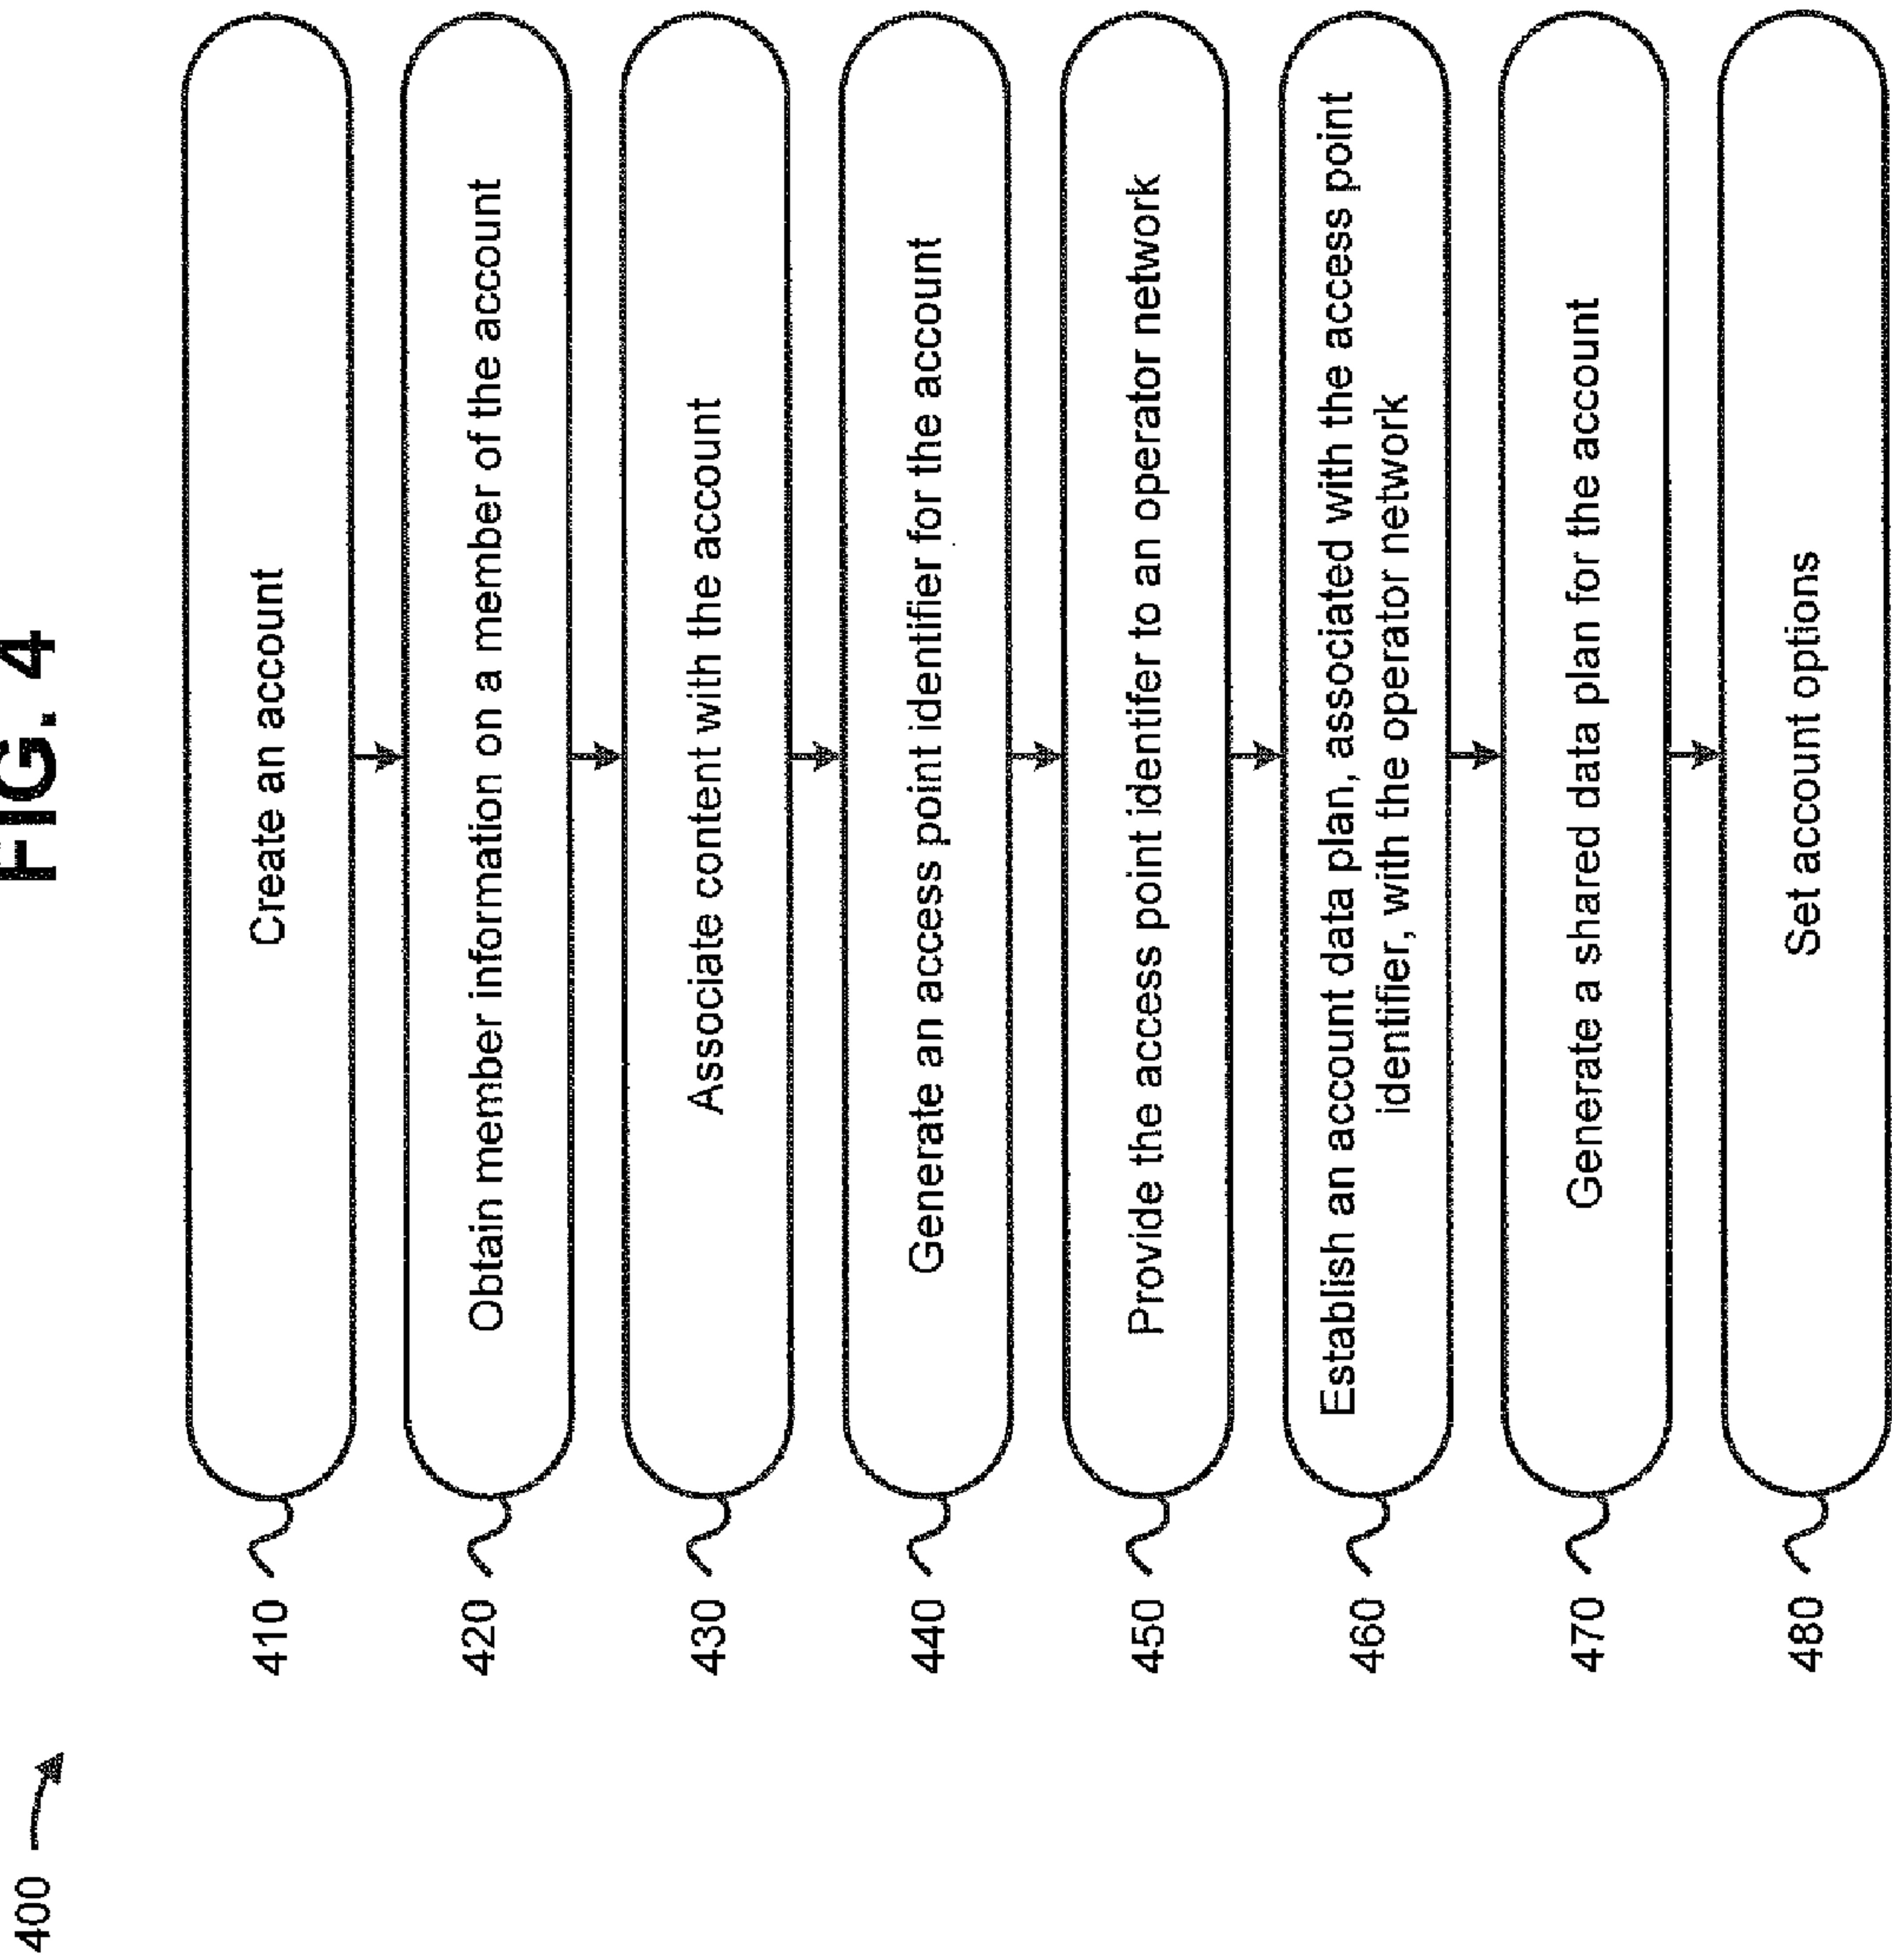 FIG. 4
400
410
Create an account
420
Obtain member information on a member of the account
430
Associate content with the account
440
Generate an access point identifier for the account
450
Provide the access point identifer to an operator network
460
Establish an account data plan, associated with the access point
identifier, with the operator network
470
Generate a shared data plan for the account
480
Set account options